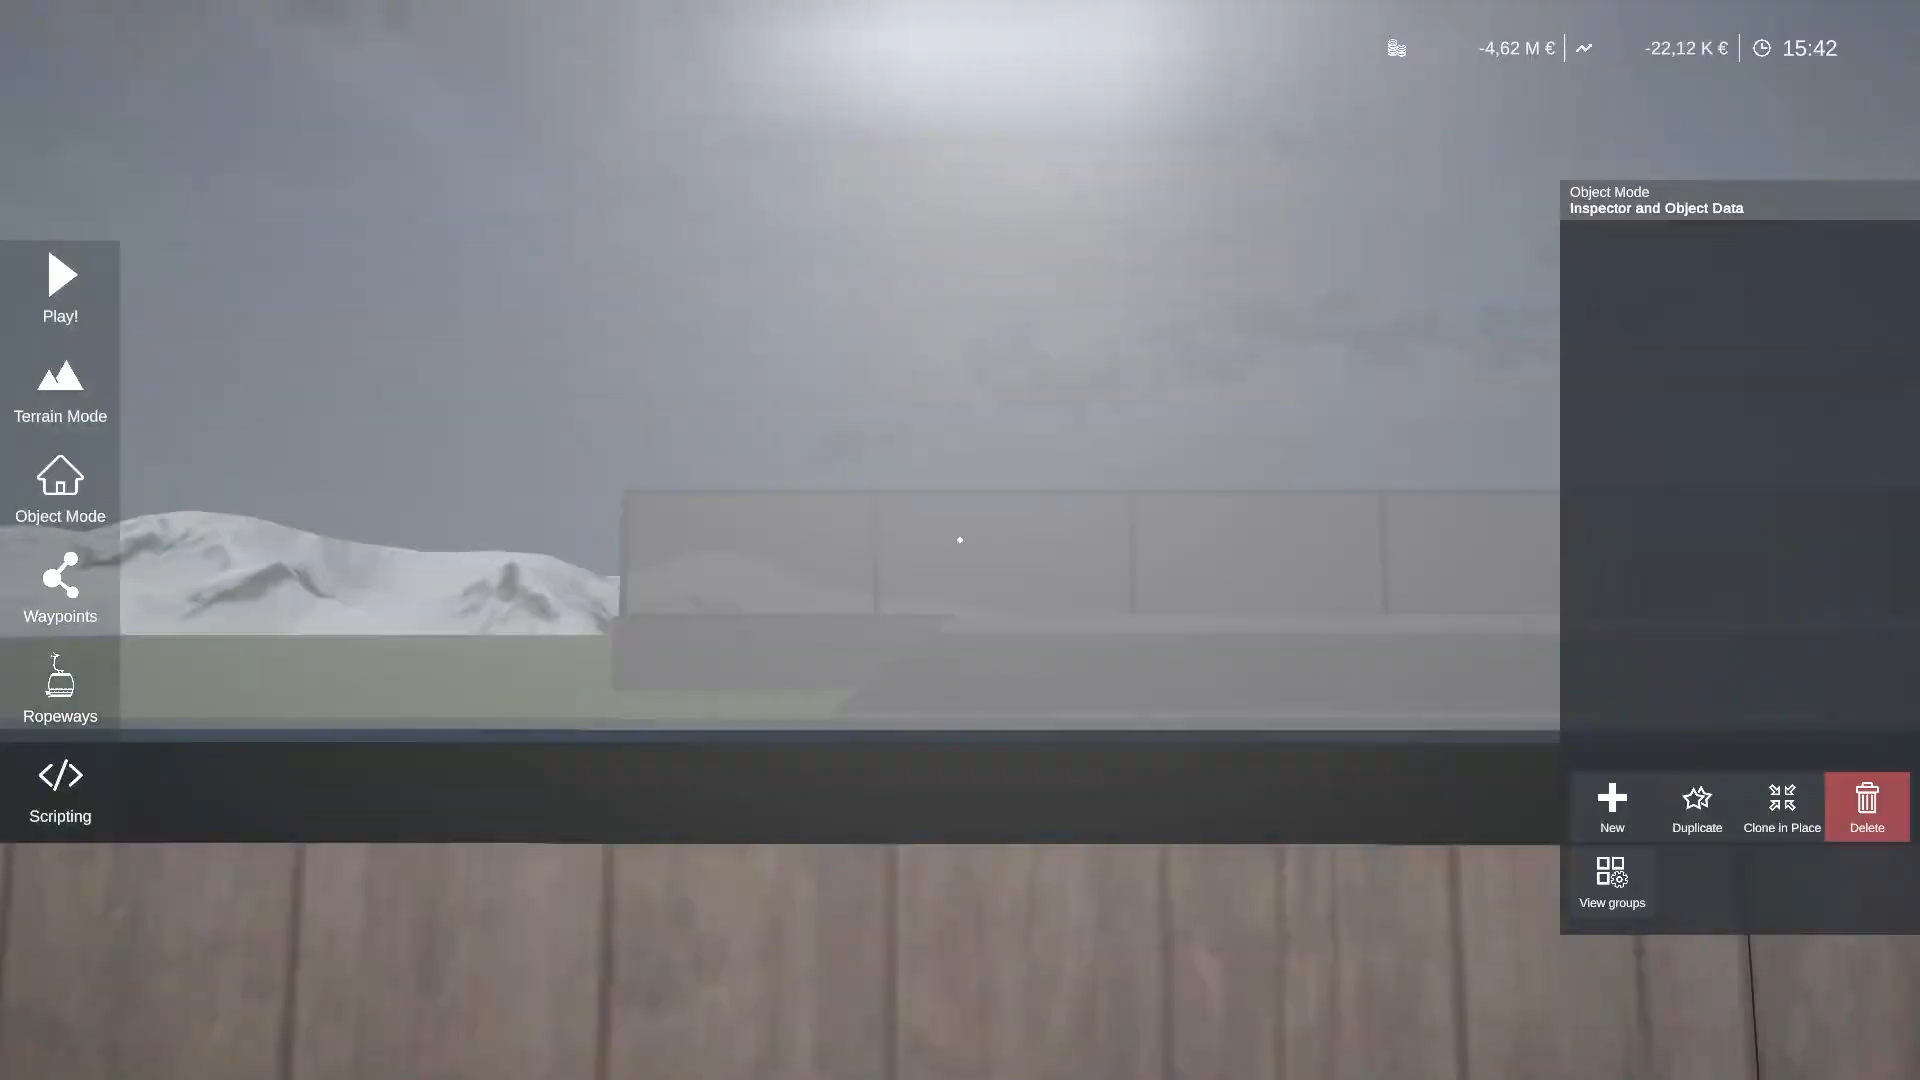 -4,62 M €
-22,12 K €
15:42
Object Mode
Inspector and Object Data
Play!
Terrain Mode
Object Mode
Waypoints
Ropeways
Scripting
New
Duplicate
Clone in Place
Delete
View groups